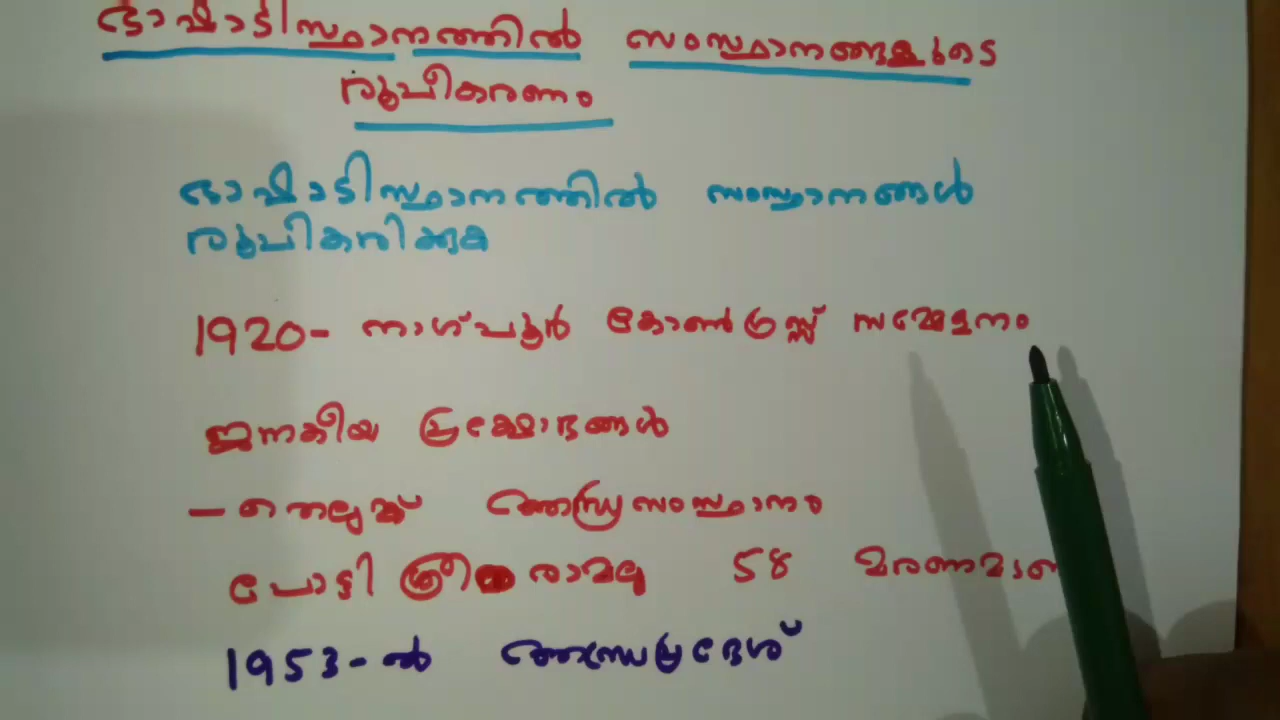 ഭാഷാടിസ്ഥാനത്തിൽ സംസ്ഥാനങ്ങളുടെ
രൂപീകരണം
ഭാഷാടിസ്ഥാനത്തിൽ സംസ്ഥാനങ്ങൾ
രൂപികരിക്കുക
1920- നാഗ്പൂർ കോൺഗ്രസ്സ് സമ്മേളനം
ജനകീയ പ്രക്ഷോഭങ്ങൾ
- തെലുങ്ക് ആന്ധ്രസംസ്ഥാനം
പോട്ടി ശ്രീരാമലു 58
1953-ൽ ആന്ധ്രേപ്രദേശ്